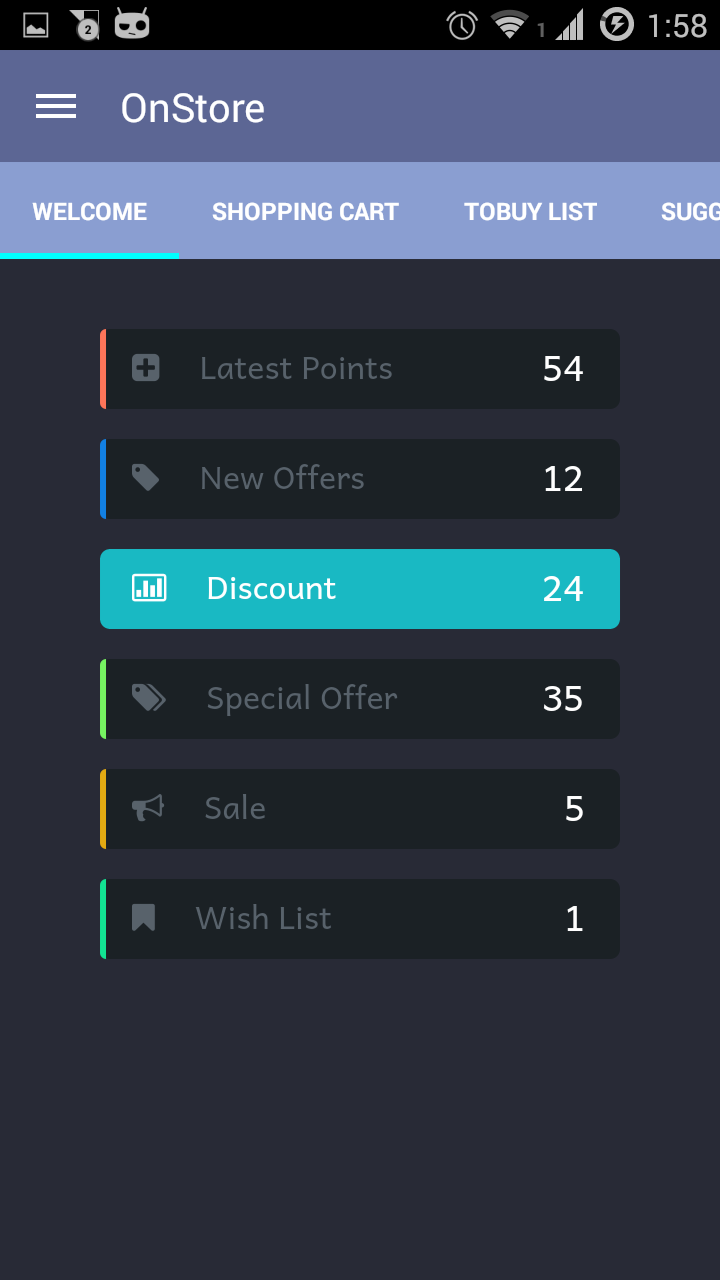 2 1 1:58
OnStore
WELCOME SHOPPING CART TOBUY LIST SUGG
Latest Points 54
New Offers 12
Discount 24
Special Offer 35
Sale 5
Wish List 1